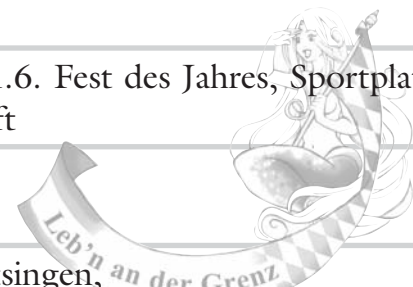 .6. Fest des Jahres, Sportpla
ft
Leb'n an der Grenz
singen,